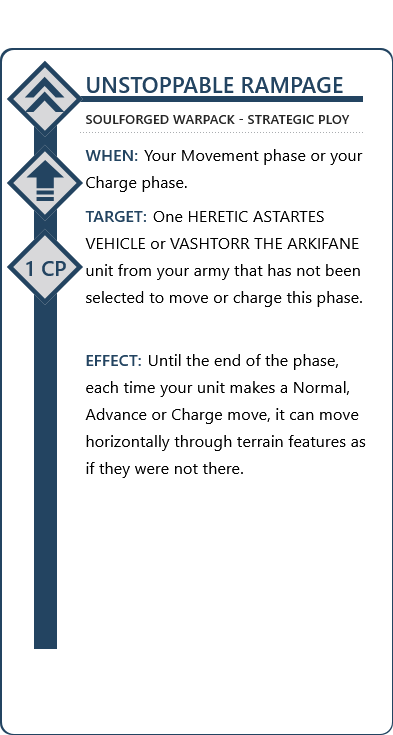 UNSTOPPABLE RAMPAGE
SOULFORGED WARPACK - STRATEGIC PLOY
WHEN: Your Movement phase or your
Charge phase.
TARGET: One HERETIC ASTARTES
VEHICLE or VASHTORR THE ARKIFANE
unit from your army that has not been
selected to move or charge this phase.
1 CP
EFFECT: Until the end of the phase,
each time your unit makes a Normal,
Advance or Charge move, it can move
horizontally through terrain features as
if they were not there.